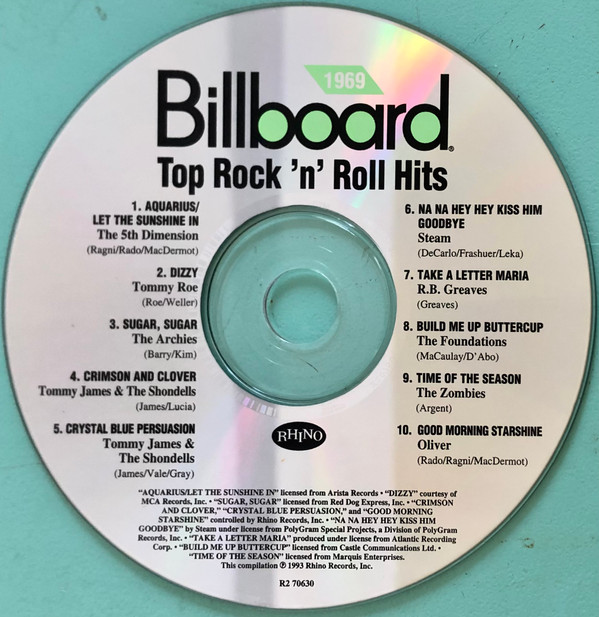 1969
Billboard®
Top Rock 'n' Roll Hits
1. AQUARIUS/
LET THE SUNSHINE IN
The 5th Dimension
(Ragni/Rado/MacDermot)
2. DIZZY
Tommy Roe
(Roe/Weller)
3. SUGAR, SUGAR
The Archies
(Barry/Kim)
4. CRIMSON AND CLOVER
Tommy James & The Shondells
(James/Lucia)
5. CRYSTAL BLUE PERSUASION
Tommy James &
The Shondells
(James/Vale/Gray)
6. NA NA HEY HEY KISS HIM
GOODBYE
Steam
(DeCarlo/Frashuer/Leka)
7. TAKE A LETTER MARIA
R.B. Greaves
(Greaves)
8. BUILD ME UP BUTTERCUP
The Foundations
(MaCaulay/D'Abo)
9. TIME OF THE SEASON
The Zombies
(Argent)
10. GOOD MORNING STARSHINE
Oliver
(Rado/Ragni/MacDermot)
RHINO
"AQUARIUS/LET THE SUNSHINE IN" licensed from Arista Records • "DIZZY" courtesy of
MCA Records, Inc. • "SUGAR, SUGAR" licensed from Red Dog Express, Inc. • "CRIMSON
AND CLOVER," "CRYSTAL BLUE PERSUASION," and "GOOD MORNING
STARSHINE" controlled by Rhino Records, Inc. • "NA NA HEY HEY KISS HIM
GOODBYE" by Steam under license from PolyGram Special Projects, a Division of PolyGram
Records, Inc. • "TAKE A LETTER MARIA" produced under license from Atlantic Recording
Corp. • "BUILD ME UP BUTTERCUP" licensed from Castle Communications Ltd. •
"TIME OF THE SEASON" licensed from Marquis Enterprises.
This compilation ℗ 1993 Rhino Records, Inc.
R2 70630